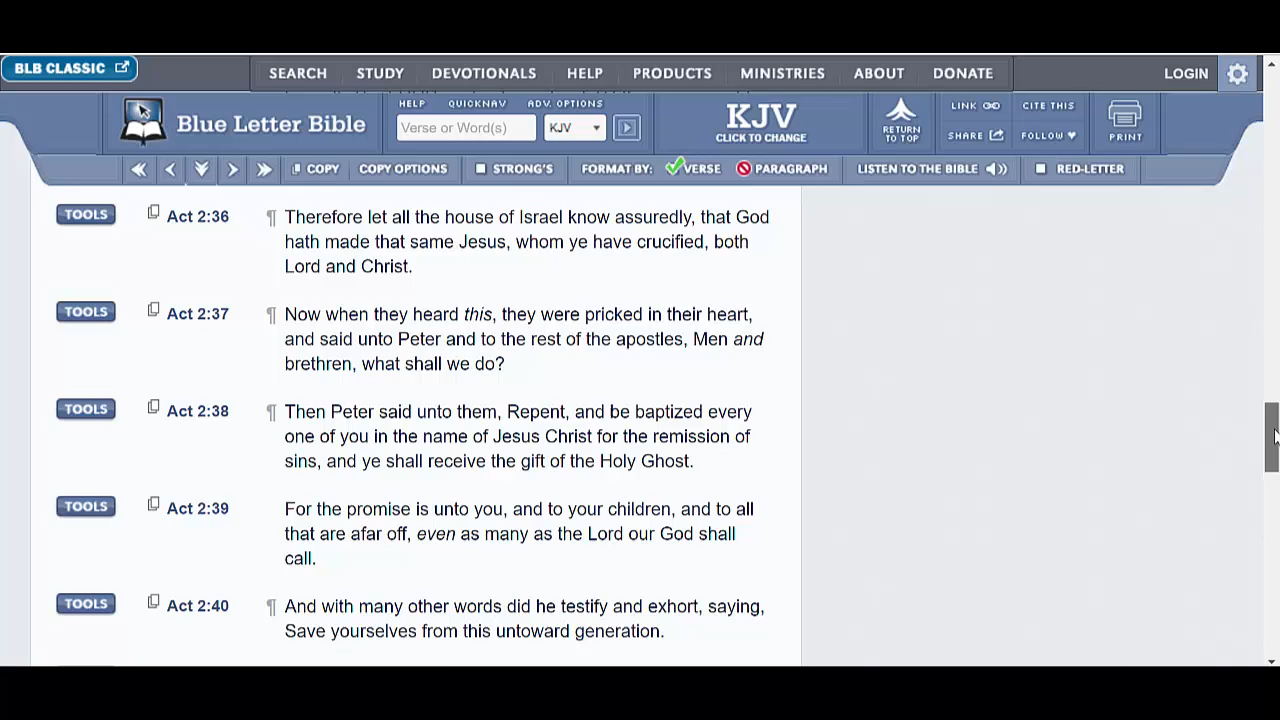 BLB CLASSIC
SEARCH STUDY DEVOTIONALS HELP PRODUCTS MINISTRIES ABOUT DONATE LOGIN
Blue Letter Bible
HELP QUICKNAV ADV. OPTIONS
Verse or Word(s) KJV
KJV
CLICK TO CHANGE
RETURN
TO TOP
LINK CITE THIS
SHARE FOLLOW
PRINT
COPY COPY OPTIONS STRONG'S FORMAT BY: VERSE PARAGRAPH LISTEN TO THE BIBLE RED-LETTER
TOOLS Act 2:36 ¶ Therefore let all the house of Israel know assuredly, that God
hath made that same Jesus, whom ye have crucified, both
Lord and Christ.
TOOLS Act 2:37 ¶ Now when they heard this, they were pricked in their heart,
and said unto Peter and to the rest of the apostles, Men and
brethren, what shall we do?
TOOLS Act 2:38 ¶ Then Peter said unto them, Repent, and be baptized every
one of you in the name of Jesus Christ for the remission of
sins, and ye shall receive the gift of the Holy Ghost.
TOOLS Act 2:39 For the promise is unto you, and to your children, and to all
that are afar off, even as many as the Lord our God shall
call.
TOOLS Act 2:40 ¶ And with many other words did he testify and exhort, saying,
Save yourselves from this untoward generation.